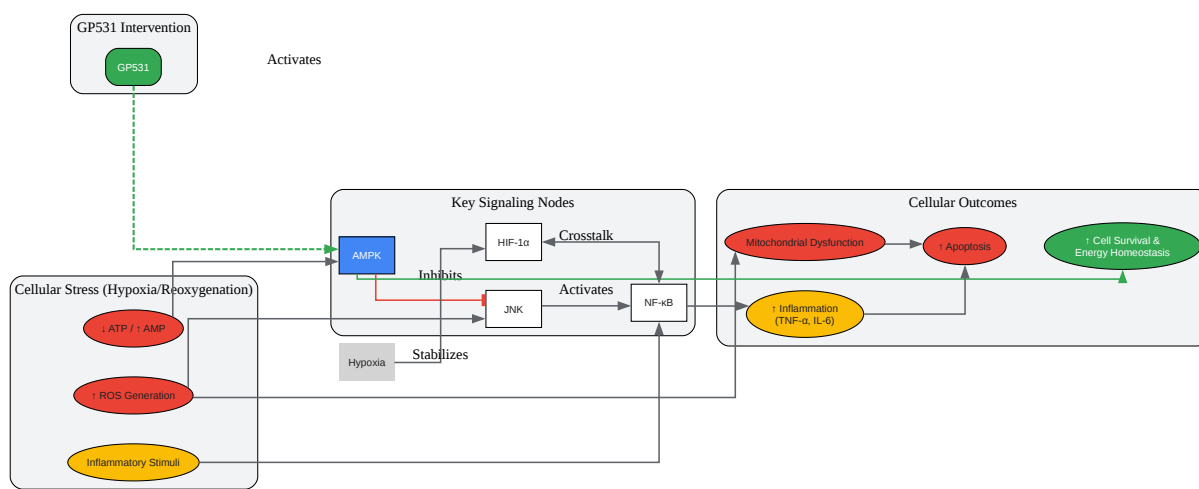 GP531 Intervention
GP531
Activates
Key Signaling Nodes
AMPK
HIF-1α
Crosstalk
Inhibits
JNK
Activates
NF-κB
Hypoxia
Stabilizes
Cellular Outcomes
Mitochondrial Dysfunction
↑ Apoptosis
↑ Cell Survival &
Energy Homeostasis
↑ Inflammation
(TNF-α, IL-6)
Cellular Stress (Hypoxia/Reoxygenation)
↓ ATP / ↑ AMP
↑ ROS Generation
Inflammatory Stimuli